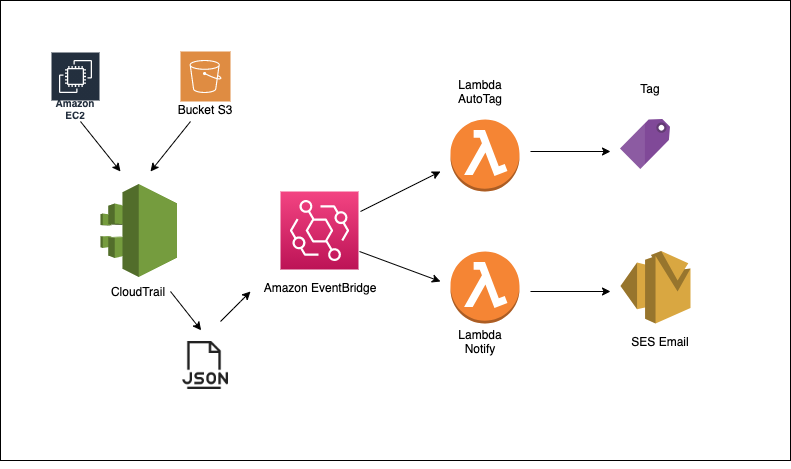 Amazon
EC2
Bucket S3
Lambda
AutoTag
Tag
CloudTrail
Amazon EventBridge
Lambda
Notify
SES Email
JSON